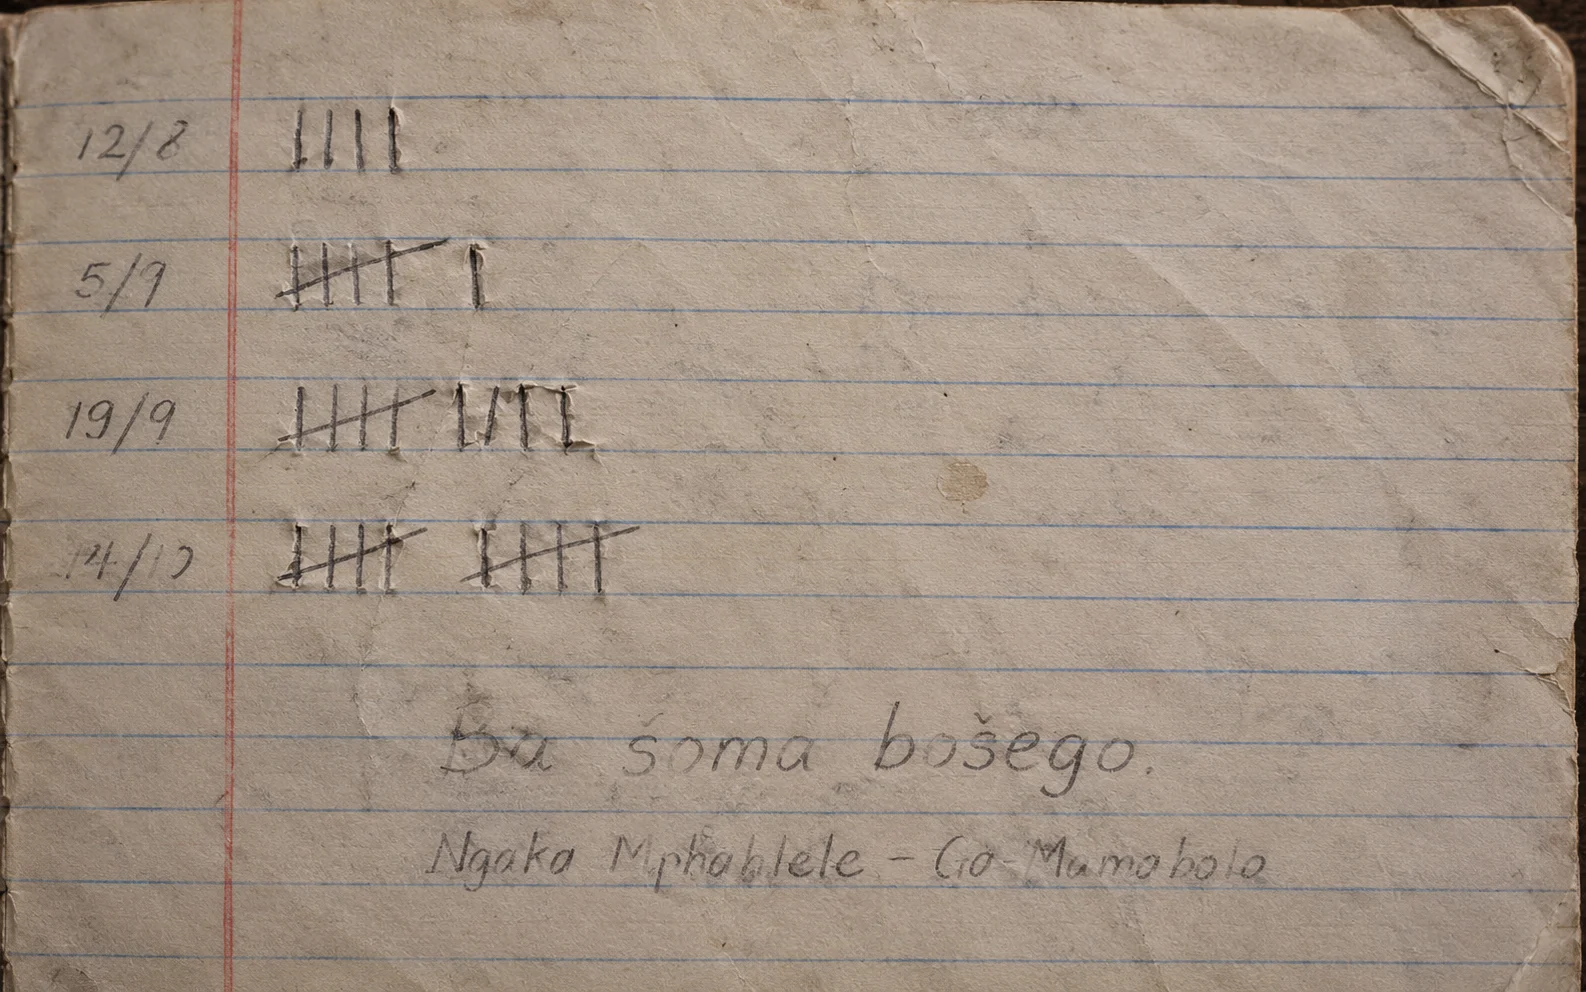 12/8 ||||
5/9 |||| |
19/9 |||| ||||
14/10 |||| ||||
Ba šoma bošego.
Ngaka Mphahlele – Ga-Mamabolo